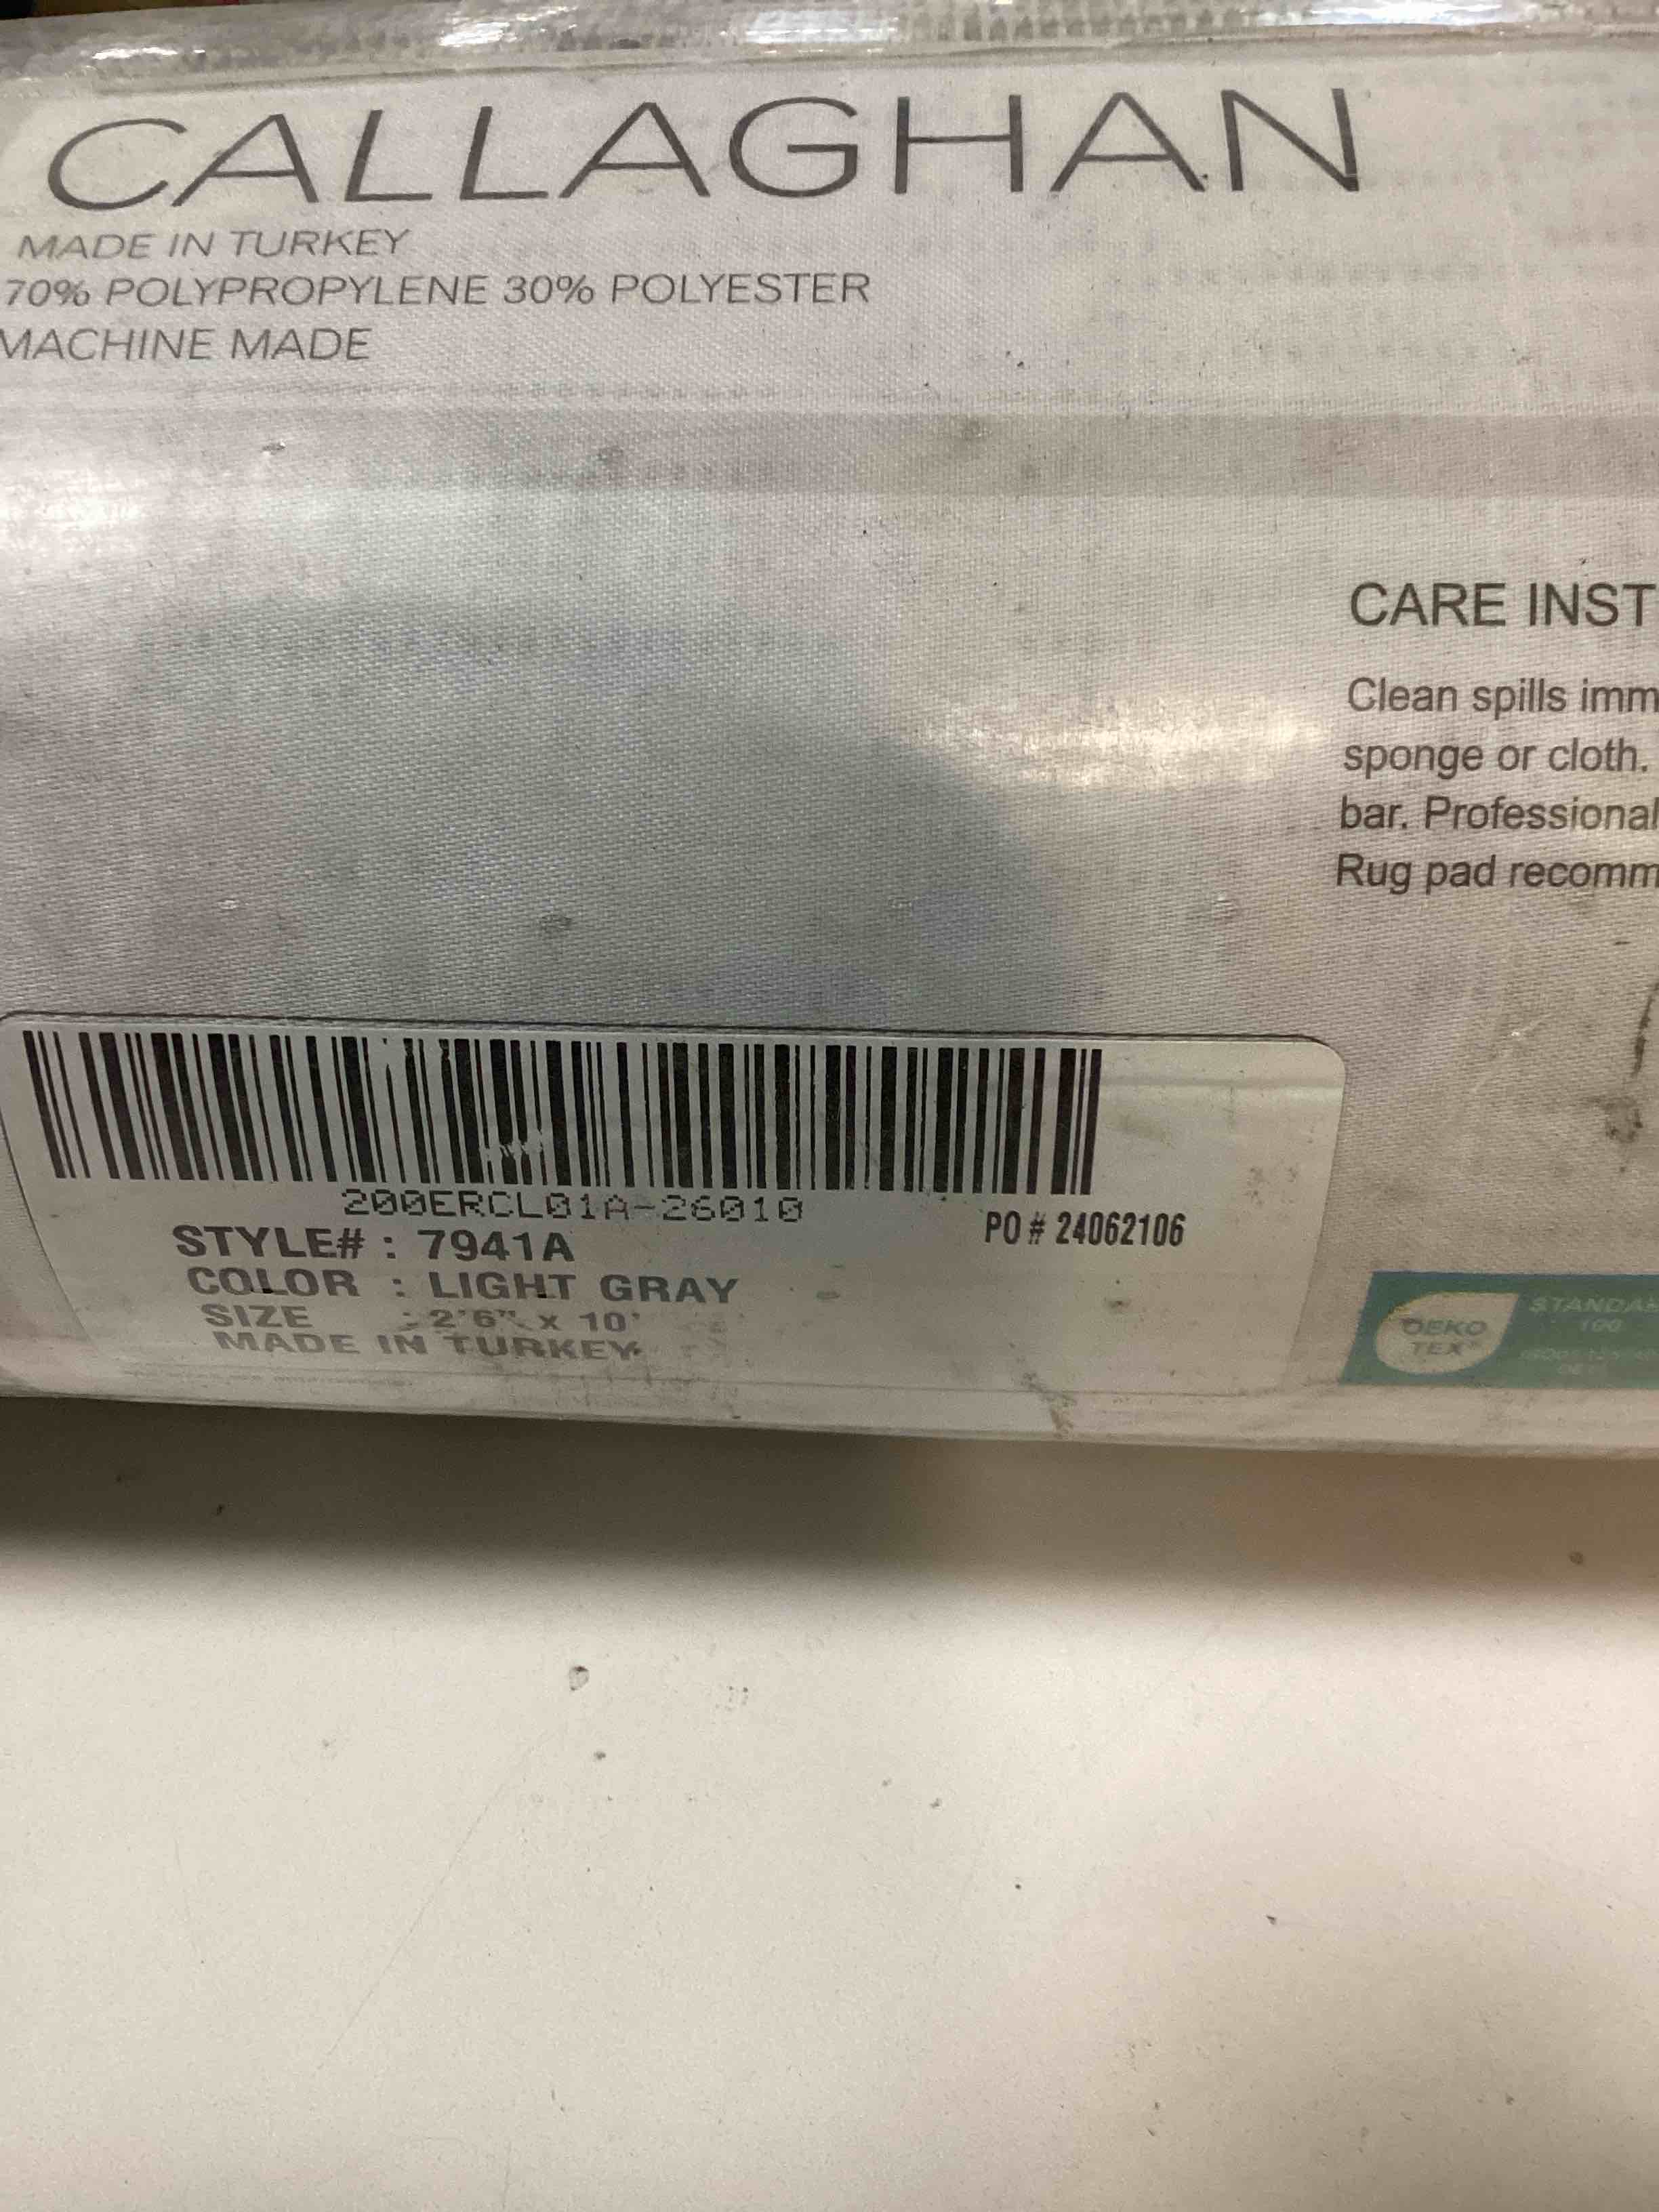 CALLAGHAN
MADE IN TURKEY
70% POLYPROPYLENE 30% POLYESTER
MACHINE MADE
CARE INST
Clean spills imm
sponge or cloth.
bar. Professional
Rug pad recomm
200ERCL01A-26010
PO # 24062106
STYLE# : 7941A
COLOR : LIGHT GRAY
SIZE : 2'6" x 10'
MADE IN TURKEY
OEKO
TEX
STANDA
100